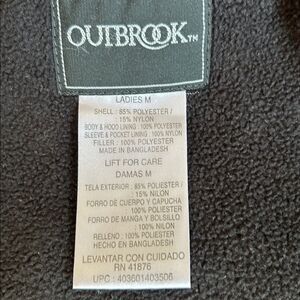 OUTBROOK™
LADIES M
SHELL : 85% POLYESTER /
15% NYLON
BODY & HOOD LINING : 100% POLYESTER
SLEEVE & POCKET LINING : 100% NYLON
FILLER : 100% POLYESTER
MADE IN BANGLADESH
LIFT FOR CARE
DAMAS M
TELA EXTERIOR : 85% POLIESTER /
15% NILON
FORRO DE CUERPO Y CAPUCHA :
100% POLIESTER
FORRO DE MANGA Y BOLSILLO :
100% NILON
RELLENO : 100% POLIESTER
HECHO EN BANGLADESH
LEVANTAR CON CUIDADO
RN 41876
UPC : 403601403506